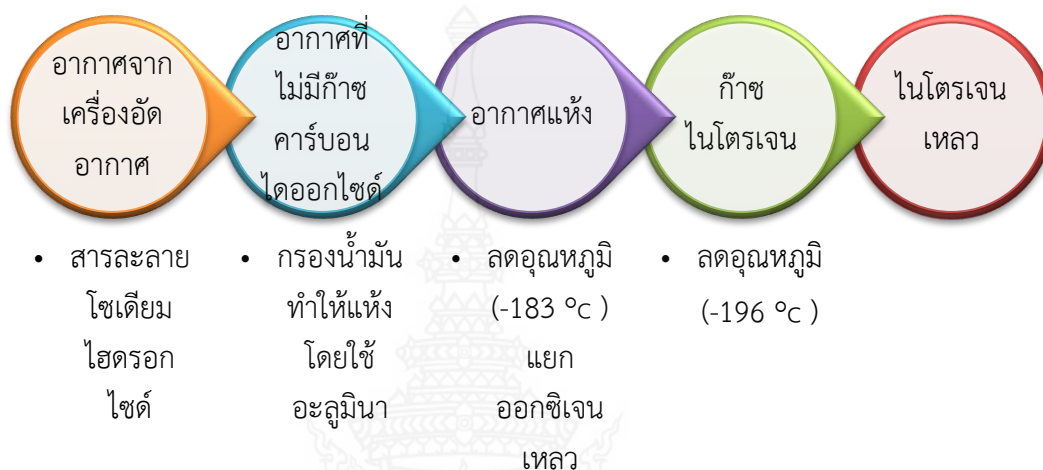 อากาศจาก
เครื่องอัด
อากาศ
อากาศที่
ไม่มีก๊าซ
คาร์บอน
ไดออกไซด์
อากาศแห้ง
ก๊าซ
ไนโตรเจน
ไนโตรเจน
เหลว
• สารละลาย
โซเดียม
ไฮดรอก
ไซด์
• กรองน้ำมัน
ทำให้แห้ง
โดยใช้
อะลูมินา
• ลดอุณหภูมิ
(-183 °c )
แยก
ออกซิเจน
เหลว
• ลดอุณหภูมิ
(-196 °c )